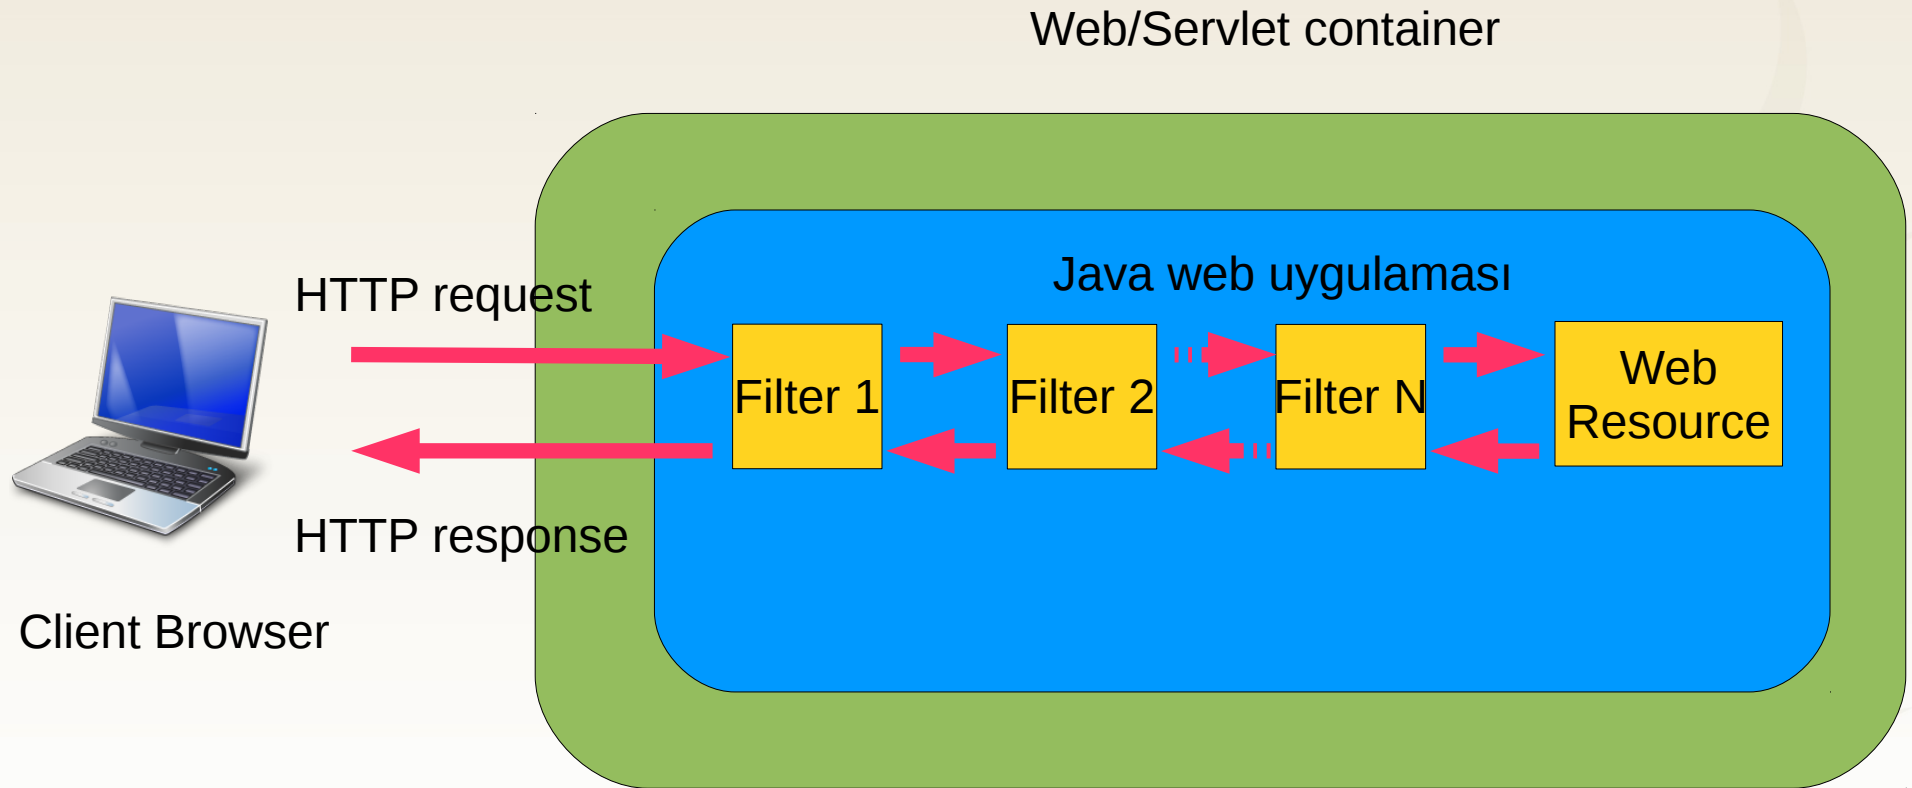 Web/Servlet container
Java web uygulaması
HTTP request
Filter 1
Filter 2
Filter N
Web
Resource
HTTP response
Client Browser